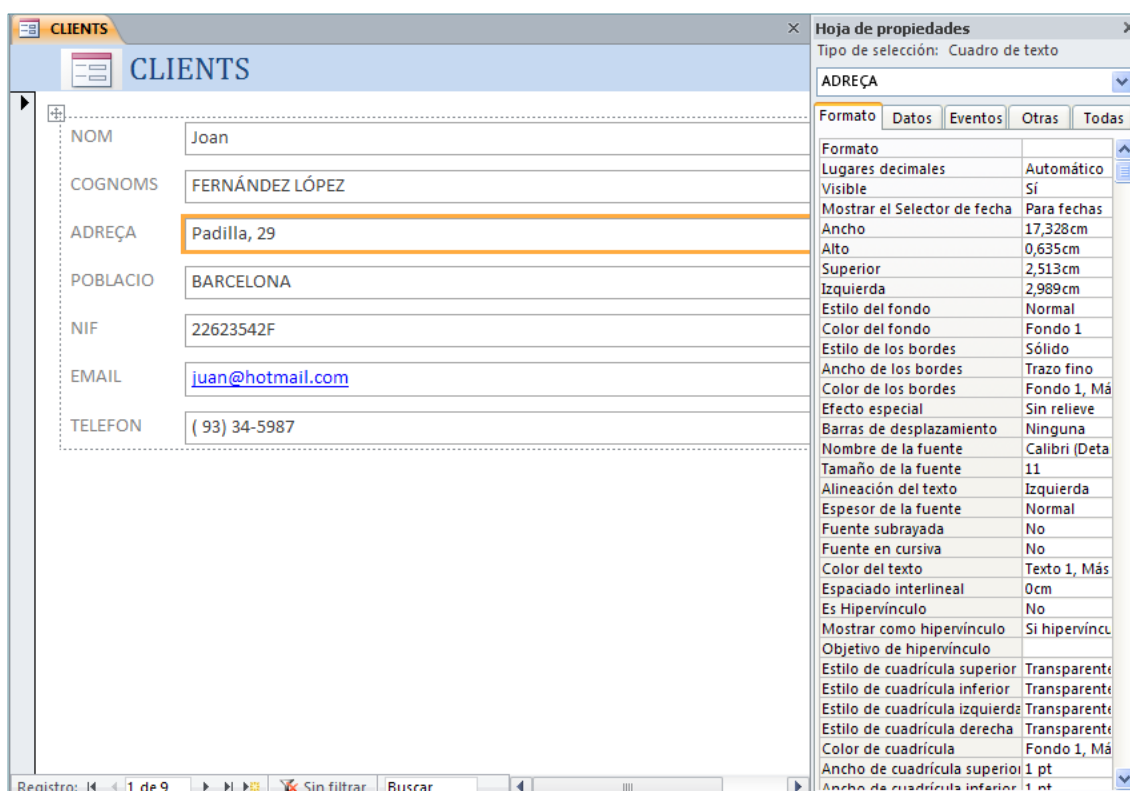 CLIENTS
CLIENTS
NOM Joan
COGNOMS FERNÁNDEZ LÓPEZ
ADREÇA Padilla, 29
POBLACIO BARCELONA
NIF 22623542F
EMAIL juan@hotmail.com
TELEFON ( 93) 34-5987
Registro: 1 de 9 Sin filtrar Buscar
Hoja de propiedades
Tipo de selección: Cuadro de texto
ADREÇA
Formato Datos Eventos Otras Todas
Formato
Lugares decimales Automático
Visible Sí
Mostrar el Selector de fecha Para fechas
Ancho 17,328cm
Alto 0,635cm
Superior 2,513cm
Izquierda 2,989cm
Estilo del fondo Normal
Color del fondo Fondo 1
Estilo de los bordes Sólido
Ancho de los bordes Trazo fino
Color de los bordes Fondo 1, Má
Efecto especial Sin relieve
Barras de desplazamiento Ninguna
Nombre de la fuente Calibri (Deta
Tamaño de la fuente 11
Alineación del texto Izquierda
Espesor de la fuente Normal
Fuente subrayada No
Fuente en cursiva No
Color del texto Texto 1, Más
Espaciado interlineal 0cm
Es Hipervínculo No
Mostrar como hipervínculo Si hipervíncu
Objetivo de hipervínculo
Estilo de cuadrícula superior Transparente
Estilo de cuadrícula inferior Transparente
Estilo de cuadrícula izquierda Transparente
Estilo de cuadrícula derecha Transparente
Color de cuadrícula Fondo 1, Má
Ancho de cuadrícula superior 1 pt
Ancho de cuadrícula inferior 1 pt